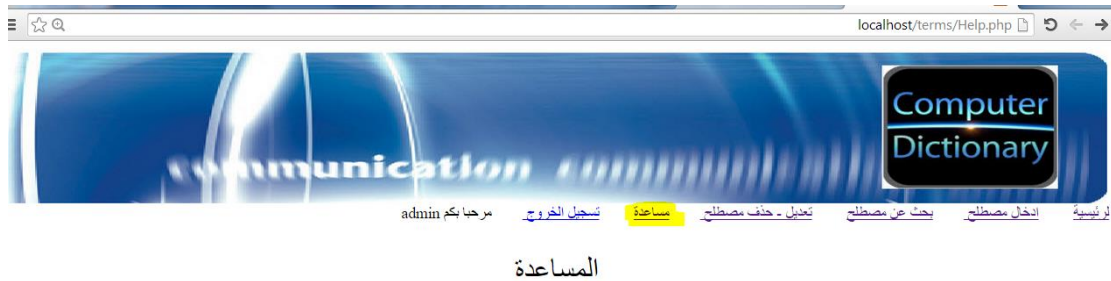 localhost/terms/Help.php
Computer
Dictionary
communication
الرئيسية ادخال مصطلح بحث عن مصطلح تعديل - حذف مصطلح مساعدة تسجيل الخروج مرحبا بكم admin
المساعدة